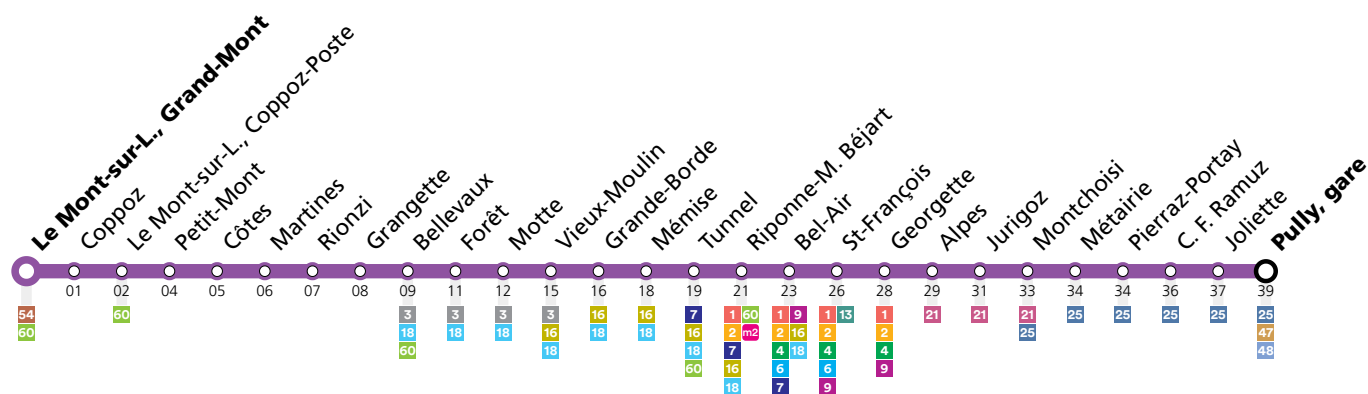 Le Mont-sur-L., Grand-Mont
Coppoz
Le Mont-sur-L., Coppoz-Poste
Petit-Mont
Côtes
Martines
Rionzi
Grangette
Bellevaux
Forêt
Motte
Vieux-Moulin
Grande-Borde
Mémise
Tunnel
Riponne-M. Béjart
Bel-Air
St-François
Georgette
Alpes
Jurigoz
Montchoisi
Métairie
Pierraz-Portay
C. F. Ramuz
Joliette
Pully, gare
01 02 04 05 06 07 08 09 11 12 15 16 18 19 21 23 26 28 29 31 33 34 34 36 37 39
54 60 3 3 3 3 16 16 7 1 60 1 9 1 13 1 21 21 21 25 25 25 25 25
60 18 18 18 16 18 18 16 2 m2 2 16 2 2 25 47
60 18 18 7 4 18 4 4 48
60 16 6 6 9
18 7 9